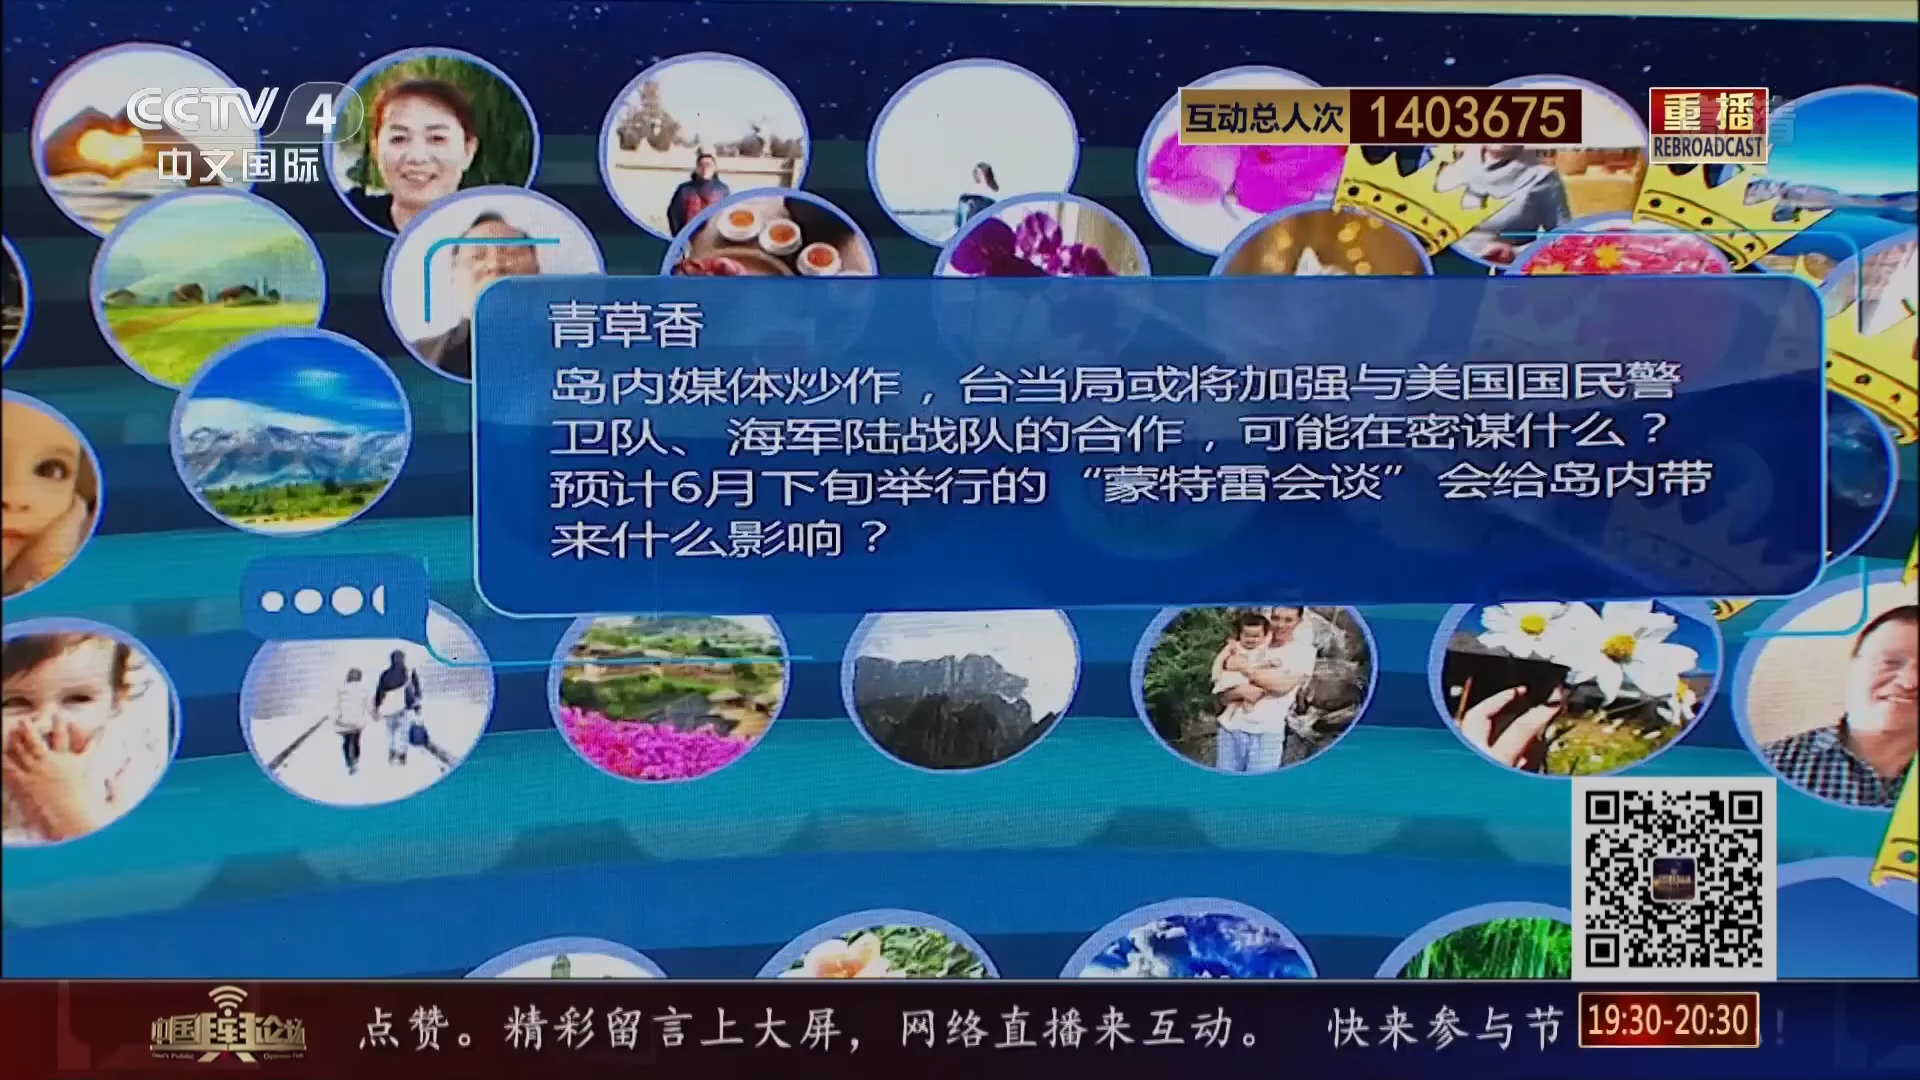 CCTV 4
中文国际
互动总人次 1403675
重播
REBROADCAST
青草香
岛内媒体炒作，台当局或将加强与美国国民警
卫队、海军陆战队的合作，可能在密谋什么？
预计6月下旬举行的“蒙特雷会谈”会给岛内带
来什么影响？
中国舆论场
点赞。精彩留言上大屏，网络直播来互动。 快来参与节
19:30-20:30